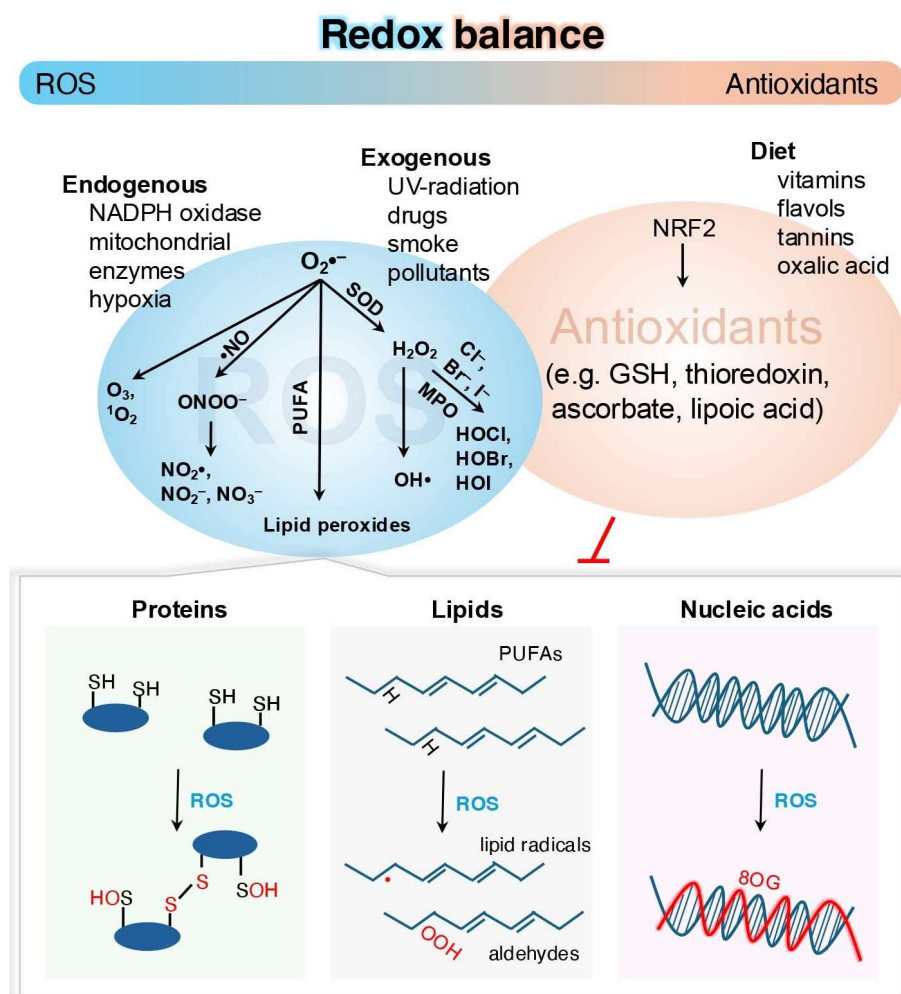 Redox balance
ROS
Antioxidants
Endogenous
NADPH oxidase
mitochondrial
enzymes
hypoxia
Exogenous
UV-radiation
drugs
smoke
pollutants
Diet
vitamins
flavols
tannins
oxalic acid
O₂•⁻
SOD
•NO
PUFA
O₃,
¹O₂
ONOO⁻
NO₂•,
NO₂⁻, NO₃⁻
Lipid peroxides
H₂O₂
Cl⁻,
Br⁻, I⁻
MPO
OH•
HOCl,
HOBr,
HOI
ROS
NRF2
Antioxidants
(e.g. GSH, thioredoxin,
ascorbate, lipoic acid)
Proteins
SH
SH
SH
SH
ROS
HOS
S
S
SOH
Lipids
PUFAs
H
H
ROS
lipid radicals
OOH
aldehydes
Nucleic acids
ROS
8OG